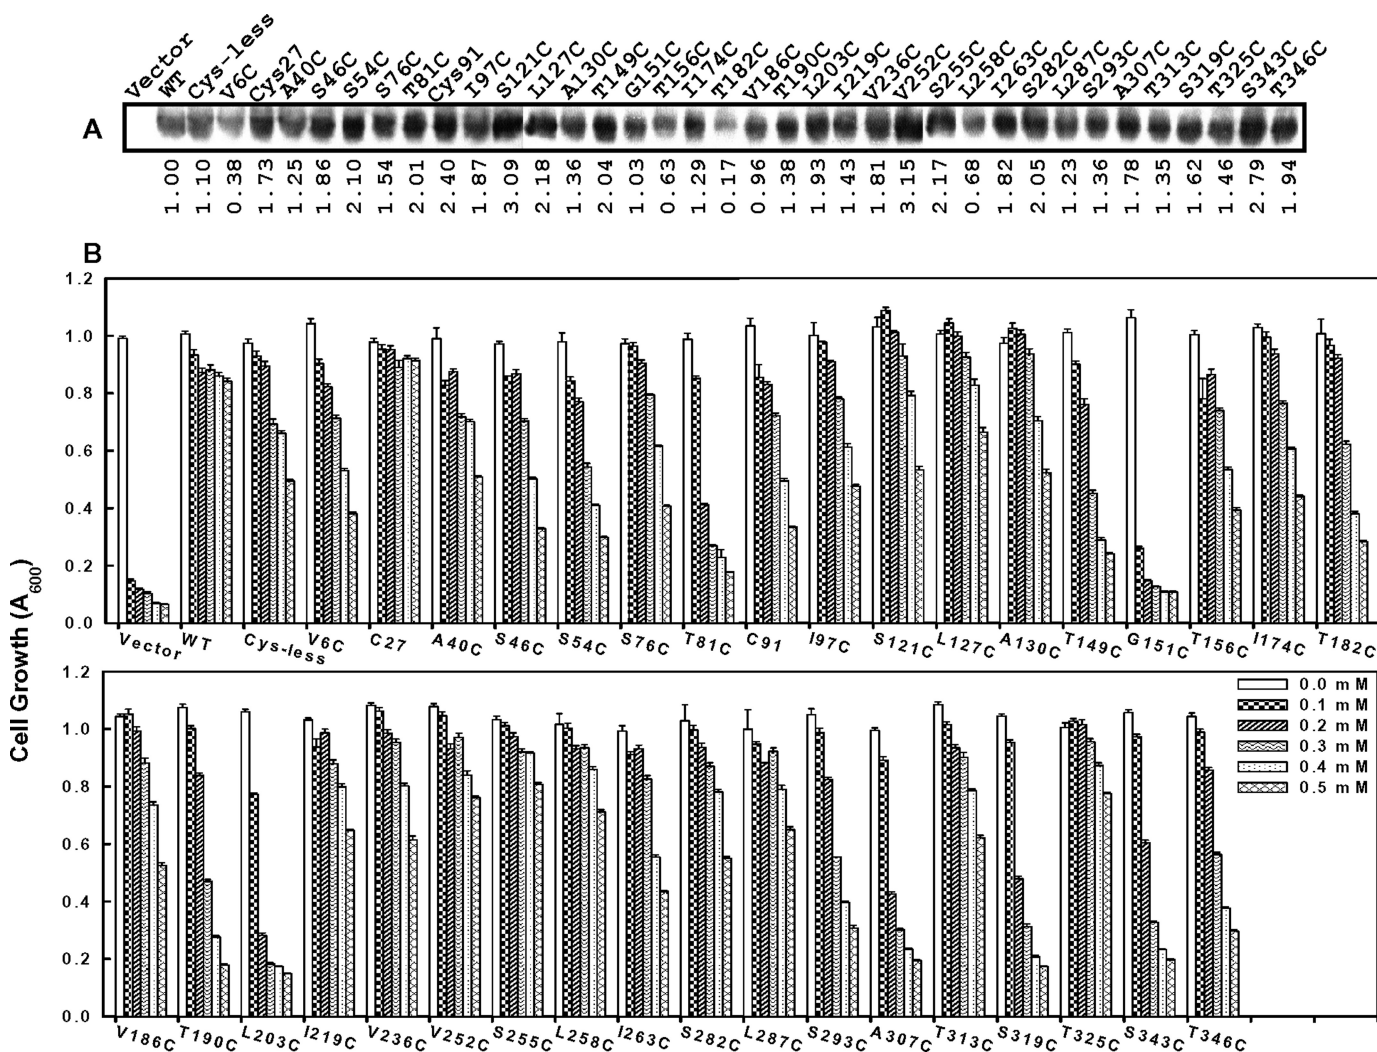 Vector WT Cys-less V6C Cys27 A40C S46C S54C S76C T81C Cys91 I97C S121C L127C A130C T149C G151C T156C I174C T182C V186C T190C L203C I219C V236C V252C S255C L258C I263C S282C L287C S293C A307C T313C S319C T325C S343C T346C
A
1.00 1.10 0.38 1.73 1.25 1.86 2.10 1.54 2.01 2.40 1.87 3.09 2.18 1.36 2.04 1.03 0.63 1.29 0.17 0.96 1.38 1.93 1.43 1.81 3.15 2.17 0.68 1.82 2.05 1.23 1.36 1.78 1.35 1.62 1.46 2.79 1.94
B
Cell Growth (A600)
1.2
1.0
0.8
0.6
0.4
0.2
0.0
Vector WT Cys-less V6C C27 A40C S46C S54C S76C T81C C91 I97C S121C L127C A130C T149C G151C T156C I174C T182C
1.2
1.0
0.8
0.6
0.4
0.2
0.0
0.0 mM
0.1 mM
0.2 mM
0.3 mM
0.4 mM
0.5 mM
V186C T190C L203C I219C V236C V252C S255C L258C I263C S282C L287C S293C A307C T313C S319C T325C S343C T346C